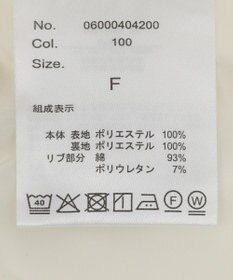 No. 06000404200
Col. 100
Size.
F
組成表示
本体 表地 ポリエステル 100%
裏地 ポリエステル 100%
リブ部分 綿 93%
ポリウレタン 7%
40 F W